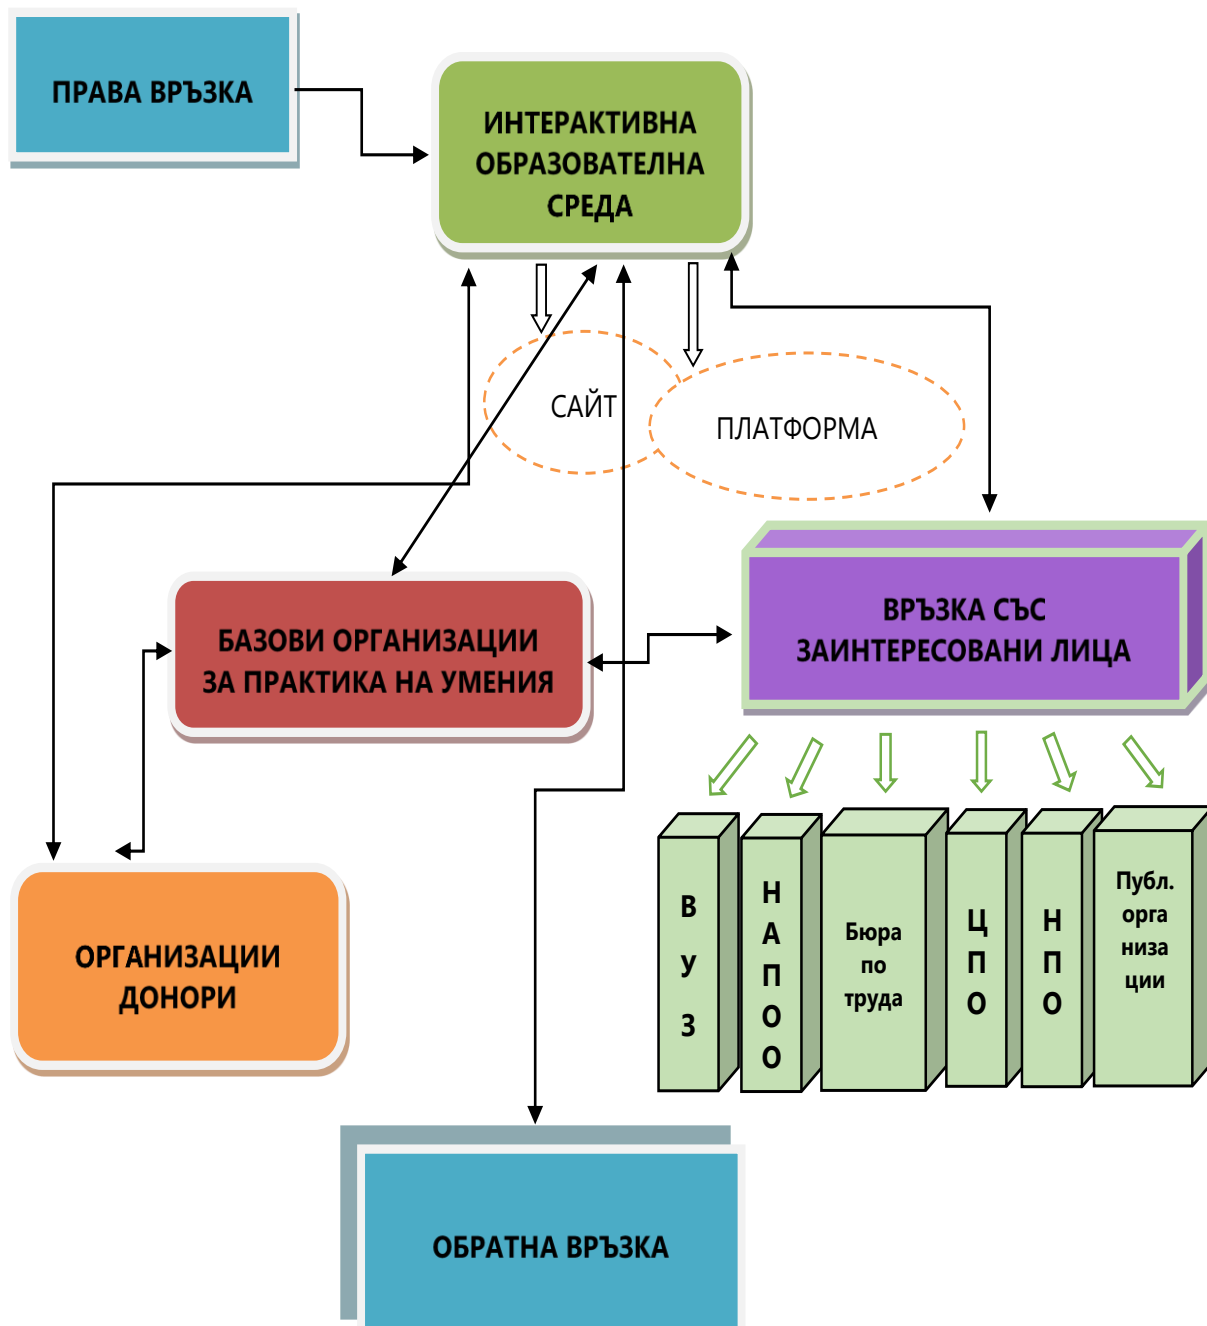 ПРАВА ВРЪЗКА
ИНТЕРАКТИВНА
ОБРАЗОВАТЕЛНА
СРЕДА
САЙТ
ПЛАТФОРМА
БАЗОВИ ОРГАНИЗАЦИИ
ЗА ПРАКТИКА НА УМЕНИЯ
ВРЪЗКА СЪС
ЗАИНТЕРЕСОВАНИ ЛИЦА
ОРГАНИЗАЦИИ
ДОНОРИ
В
У
З
Н
А
П
О
О
Бюра
по
труда
Ц
П
О
Н
П
О
Публ.
орга
низа
ции
ОБРАТНА ВРЪЗКА